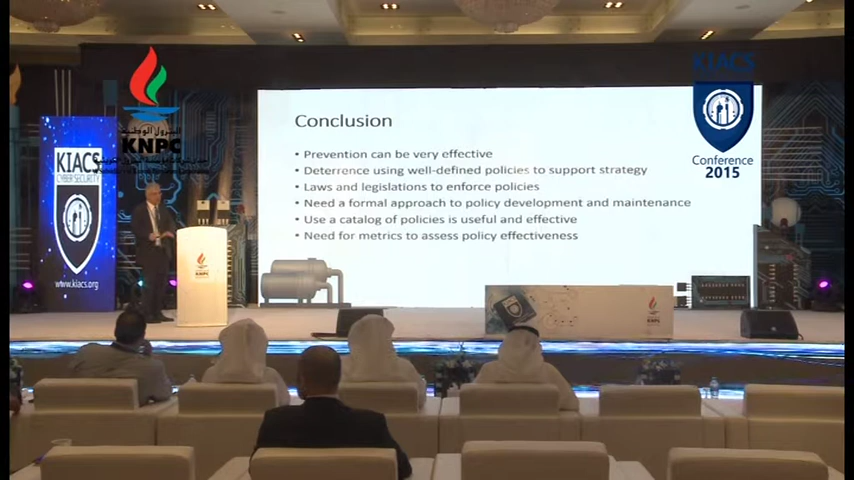 KIACS
Conference
2015
KNPC
KIACS
CYBER SECURITY
www.kiacs.org
KNPC
Conclusion
• Prevention can be very effective
• Deterrence using well-defined policies to support strategy
• Laws and legislations to enforce policies
• Need a formal approach to policy development and maintenance
• Use a catalog of policies is useful and effective
• Need for metrics to assess policy effectiveness